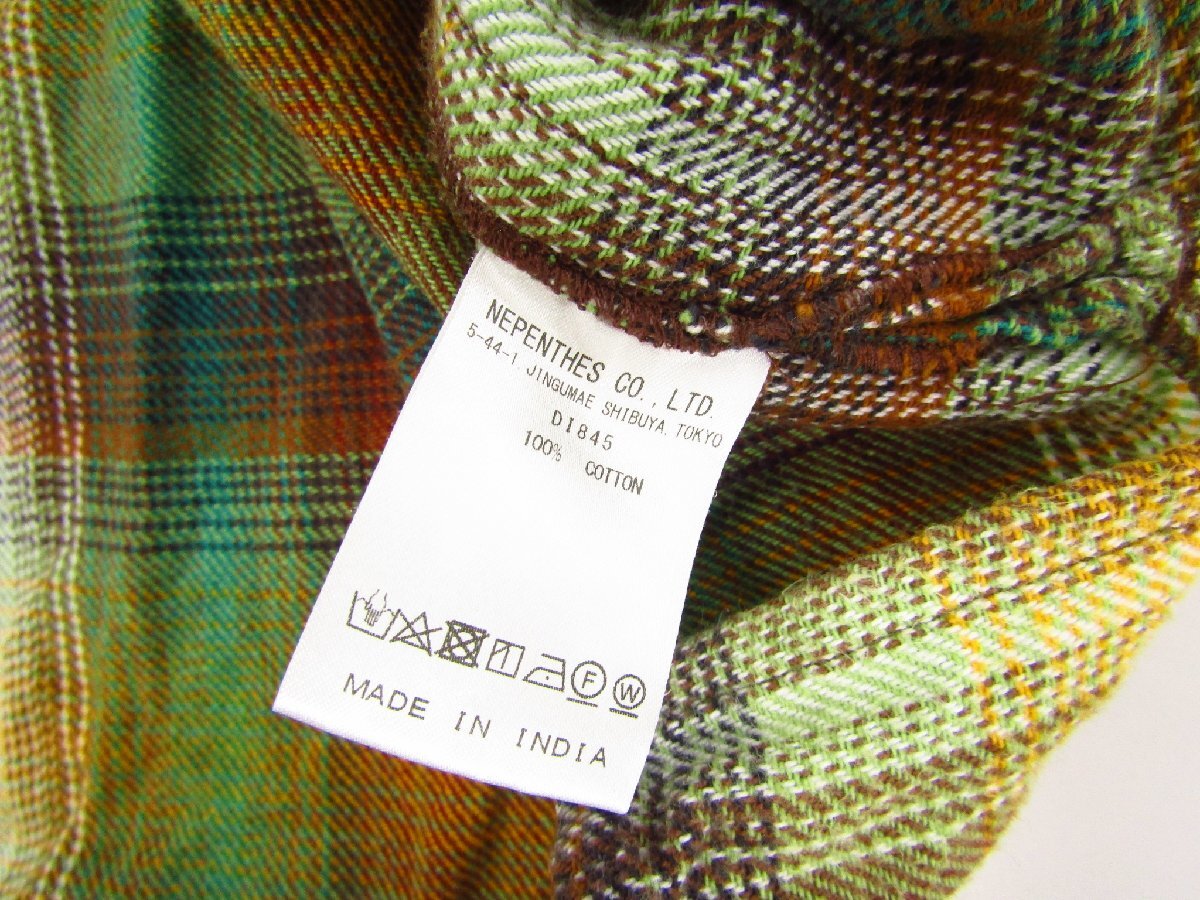 NEPENTHES CO., LTD.
5-44-1, JINGUMAE SHIBUYA, TOKYO
DI845
100% COTTON
F W
MADE IN INDIA